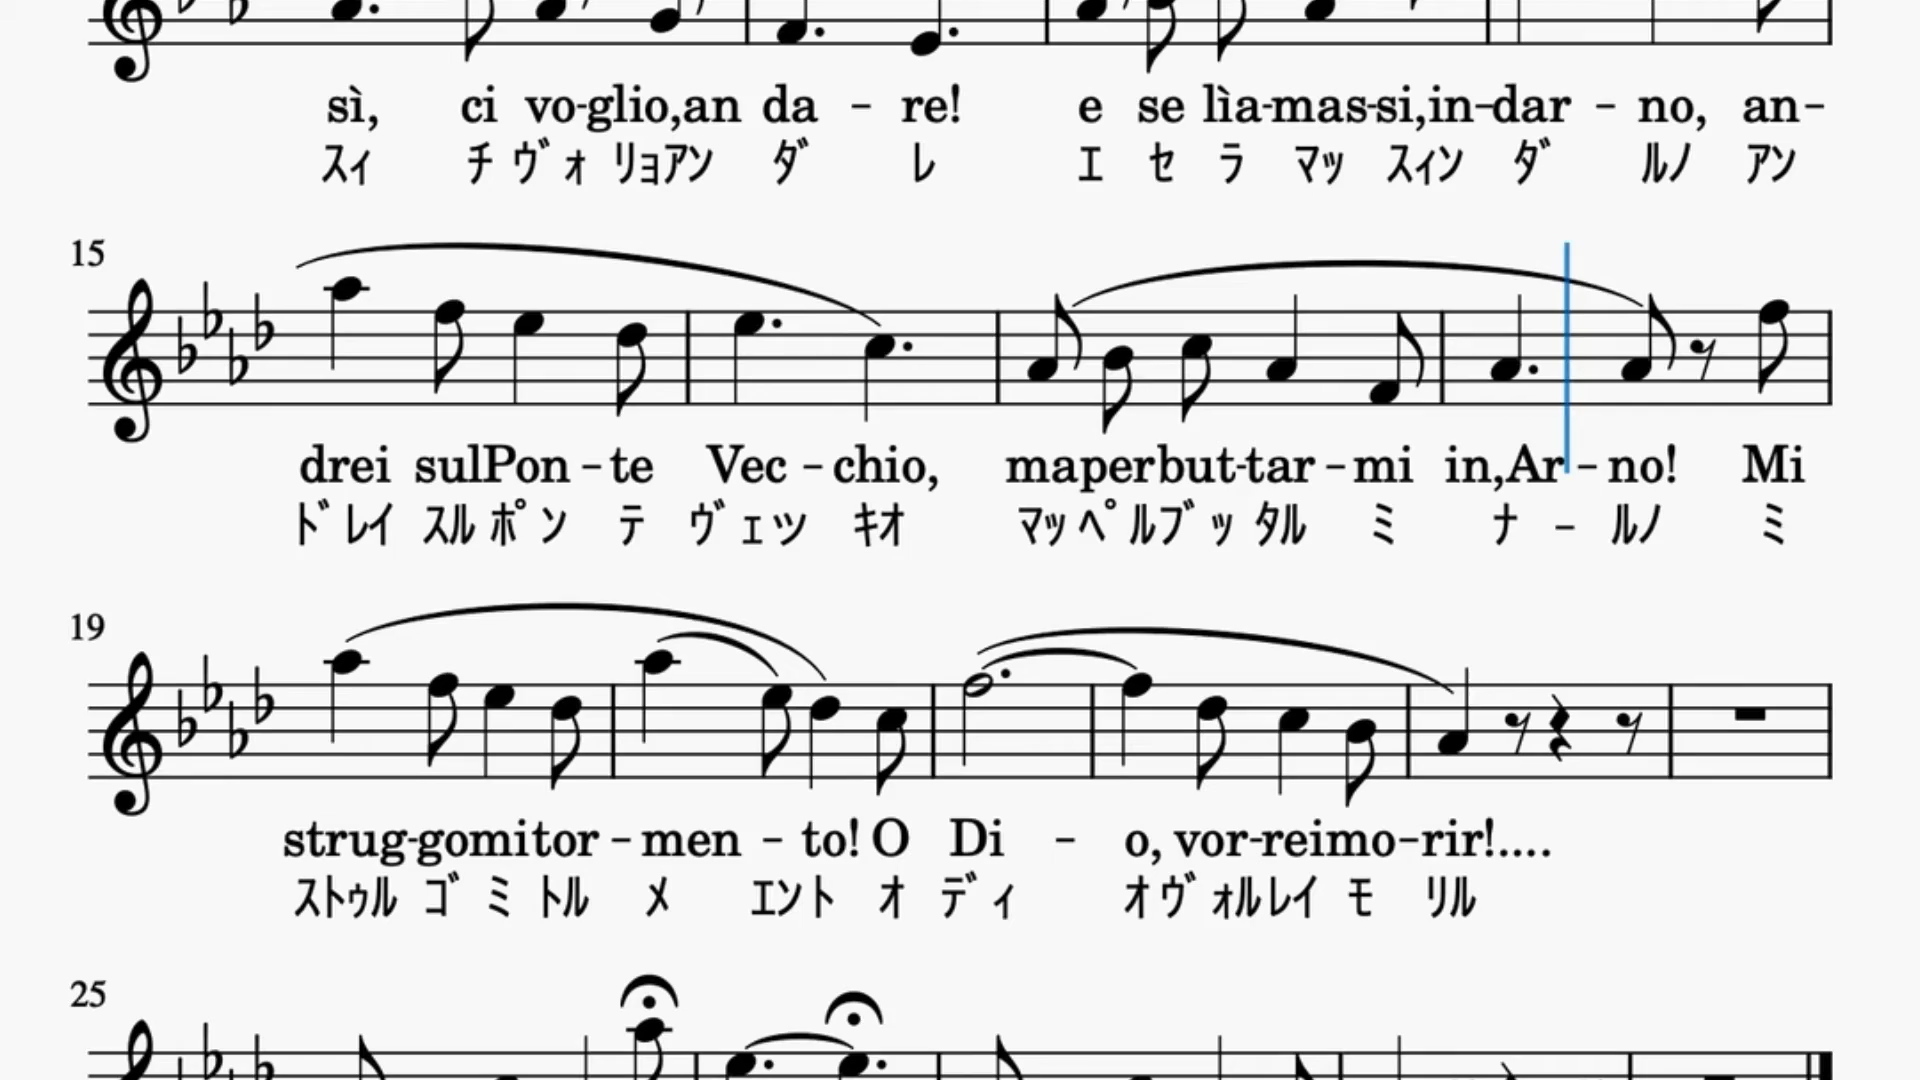 sì, ci vo-glio,an da - re! e se lìa-mas-si,in-dar - no, an-
スィ チ ヴォ リョアン ダ レ エ セ ラ マッ スィン ダ ルノ アン
15
drei sulPon-te Vec-chio, maperbut-tar-mi in,Ar-no! Mi
ドレイ スル ポン テ ヴェッ キオ マッペルブッ タル ミ ナ - ルノ ミ
19
strug-gomitor-men - to! O Di - o, vor-reimo-rir!....
ストゥル ゴ ミ トル メ エント オ ディ オ ヴォルレイ モ リル
25